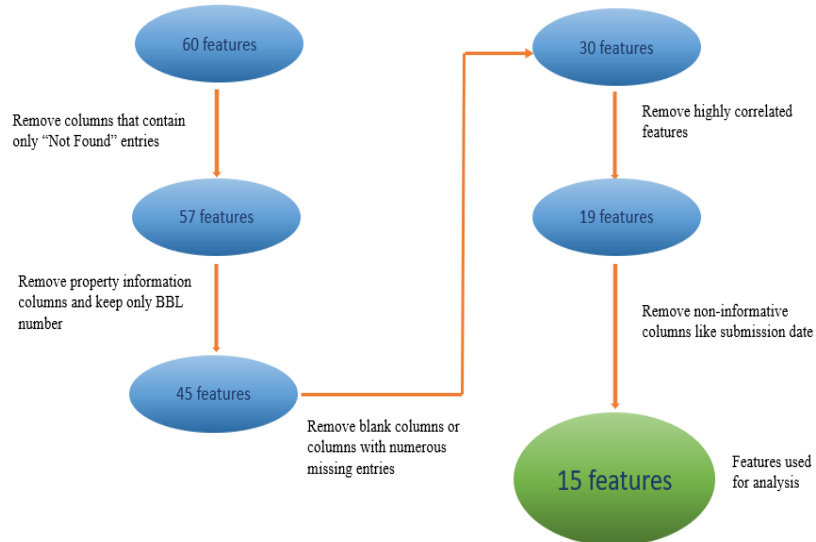 60 features
Remove columns that contain
only “Not Found” entries
57 features
Remove property information
columns and keep only BBL
number
45 features
Remove blank columns or
columns with numerous
missing entries
30 features
Remove highly correlated
features
19 features
Remove non-informative
columns like submission date
15 features
Features used
for analysis